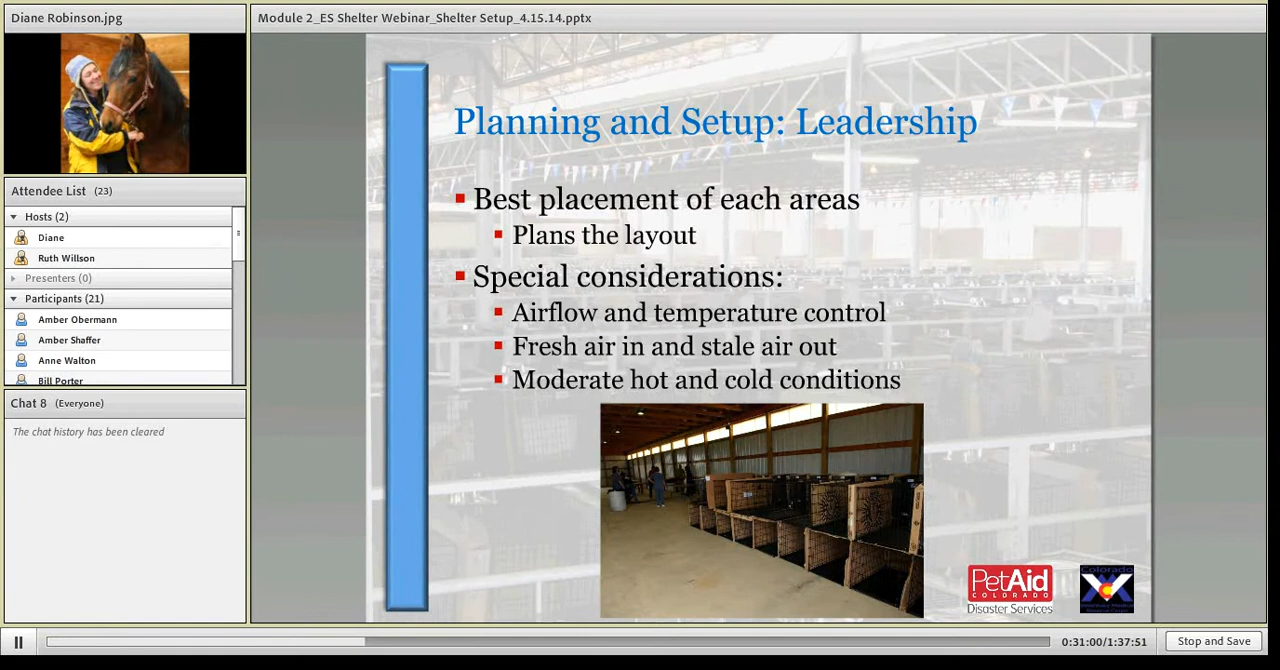 Diane Robinson.jpg
Module 2_ES Shelter Webinar_Shelter Setup_4.15.14.pptx
Attendee List (23)
Hosts (2)
Diane
Ruth Willson
Presenters (0)
Participants (21)
Amber Obermann
Amber Shaffer
Anne Walton
Bill Porter
Chat 8 (Everyone)
The chat history has been cleared
Planning and Setup: Leadership
Best placement of each areas
Plans the layout
Special considerations:
Airflow and temperature control
Fresh air in and stale air out
Moderate hot and cold conditions
PetAid
COLORADO
Disaster Services
Colorado
0:31:00/1:37:51
Stop and Save